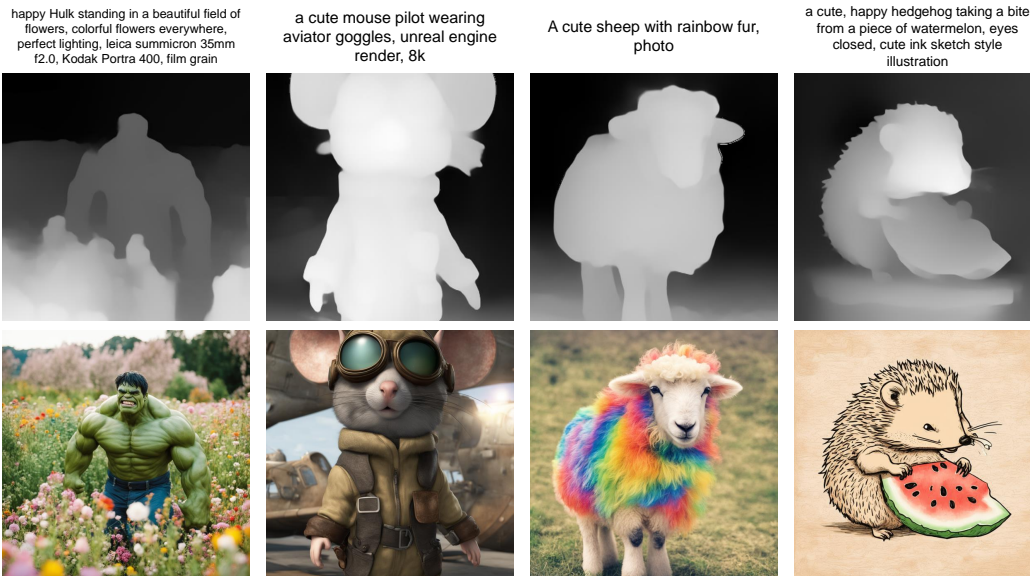 happy Hulk standing in a beautiful field of
flowers, colorful flowers everywhere,
perfect lighting, leica summicron 35mm
f2.0, Kodak Portra 400, film grain
a cute mouse pilot wearing
aviator goggles, unreal engine
render, 8k
A cute sheep with rainbow fur,
photo
a cute, happy hedgehog taking a bite
from a piece of watermelon, eyes
closed, cute ink sketch style
illustration